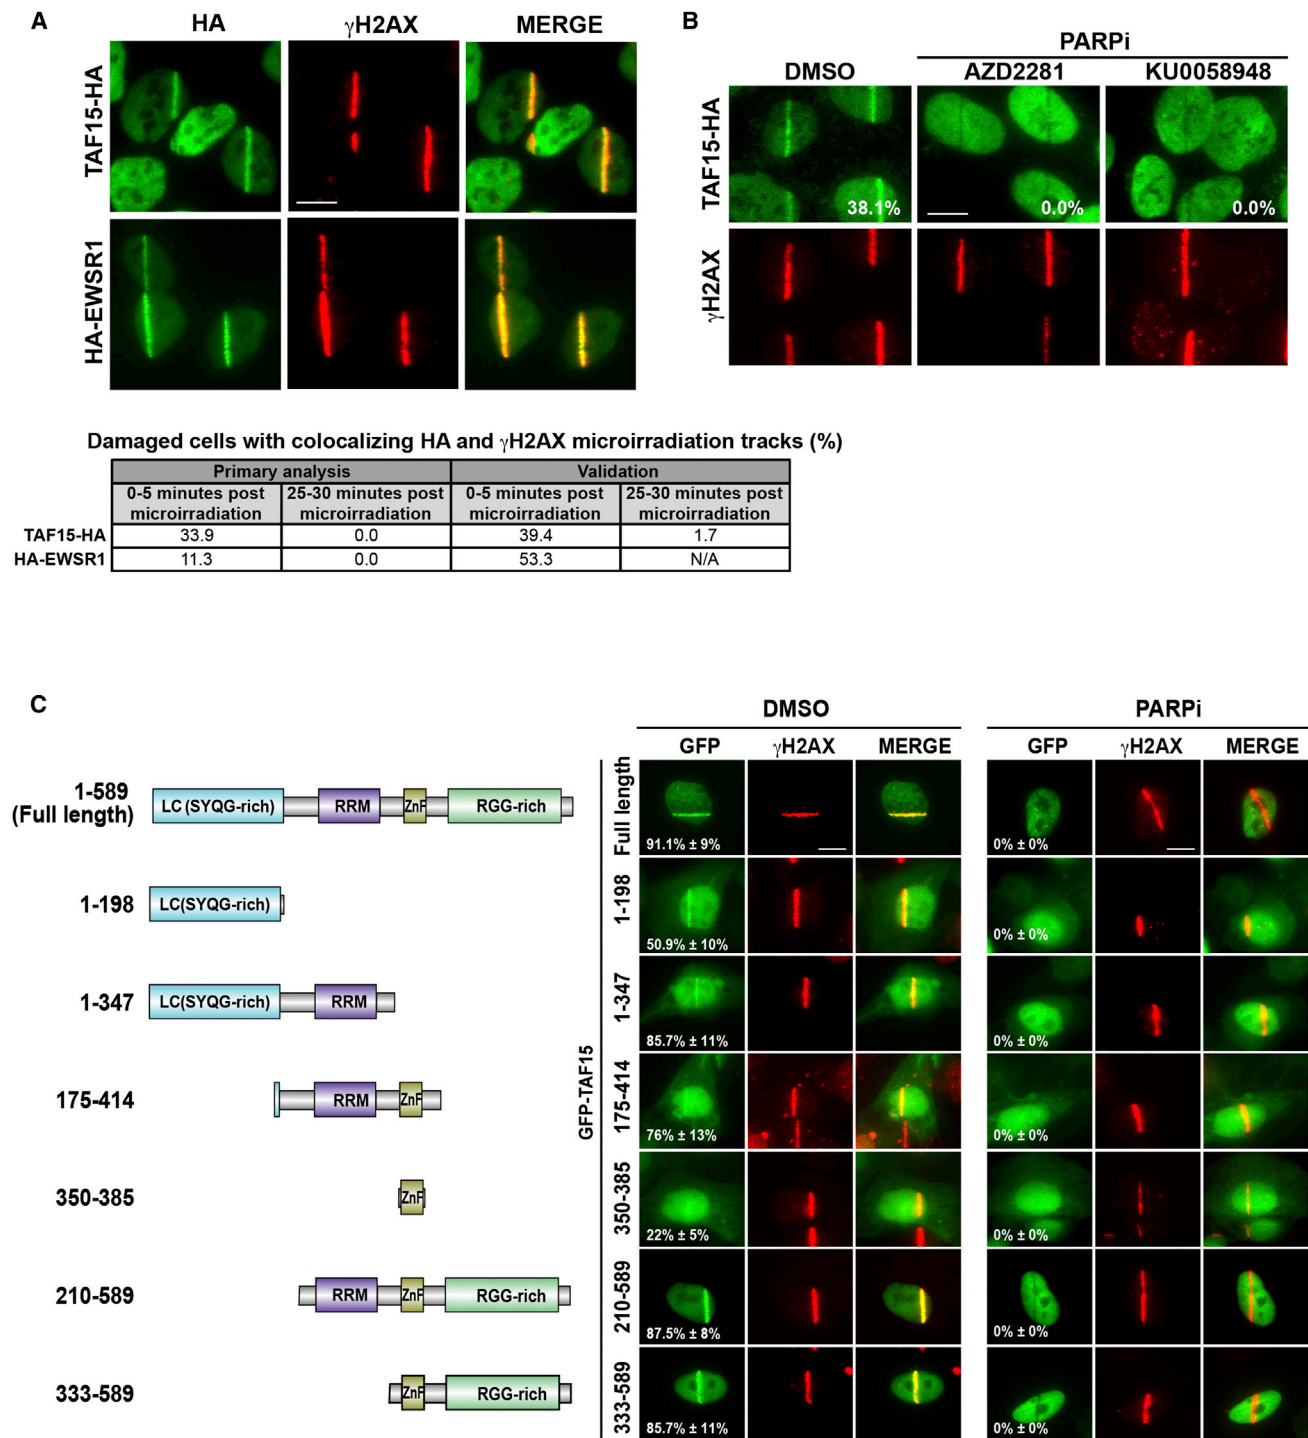 A
HA
γH2AX
MERGE
TAF15-HA
HA-EWSR1
B
PARPi
DMSO
AZD2281
KU0058948
TAF15-HA
38.1%
0.0%
0.0%
γH2AX
Damaged cells with colocalizing HA and γH2AX microirradiation tracks (%)
Primary analysis
Validation
0-5 minutes post
microirradiation
25-30 minutes post
microirradiation
0-5 minutes post
microirradiation
25-30 minutes post
microirradiation
TAF15-HA
33.9
0.0
39.4
1.7
HA-EWSR1
11.3
0.0
53.3
N/A
C
DMSO
PARPi
GFP
γH2AX
MERGE
GFP
γH2AX
MERGE
GFP-TAF15
1-589
(Full length)
LC (SYQG-rich)
RRM
ZnF
RGG-rich
Full length
91.1% ± 9%
0% ± 0%
1-198
LC(SYQG-rich)
1-198
50.9% ± 10%
0% ± 0%
1-347
LC(SYQG-rich)
RRM
1-347
85.7% ± 11%
0% ± 0%
175-414
RRM
ZnF
175-414
76% ± 13%
0% ± 0%
350-385
ZnF
350-385
22% ± 5%
0% ± 0%
210-589
RRM
ZnF
RGG-rich
210-589
87.5% ± 8%
0% ± 0%
333-589
ZnF
RGG-rich
333-589
85.7% ± 11%
0% ± 0%